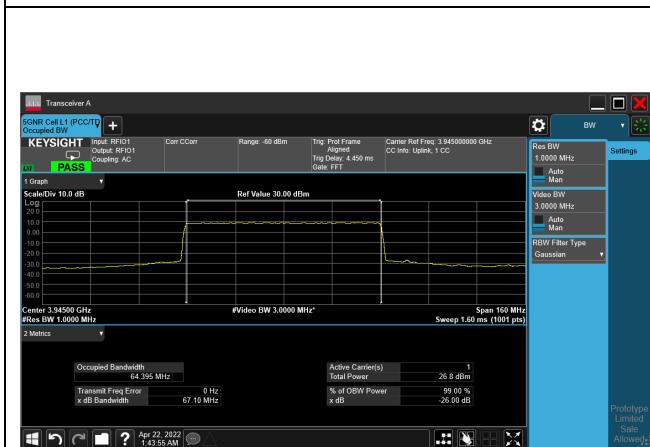 Transceiver A
5GNR Cell L1 (PCC/TD
Occupied BW
BW
KEYSIGHT
LXI
PASS
Input: RFIO1
Output: RFIO1
Coupling: AC
Corr CCorr
Range: -60 dBm
Trig: Prot Frame
Aligned
Trig Delay: 4.450 ms
Gate: FFT
Carrier Ref Freq: 3.945000000 GHz
CC Info: Uplink, 1 CC
1 Graph
Scale/Div 10.0 dB
Ref Value 30.00 dBm
Log
20.0
10.0
0.00
-10.0
-20.0
-30.0
-40.0
-50.0
-60.0
Center 3.94500 GHz
#Video BW 3.0000 MHz*
Span 160 MHz
#Res BW 1.0000 MHz
Sweep 1.60 ms (1001 pts)
2 Metrics
Occupied Bandwidth
64.395 MHz
Transmit Freq Error 0 Hz
x dB Bandwidth 67.10 MHz
Active Carrier(s) 1
Total Power 26.8 dBm
% of OBW Power 99.00 %
x dB -26.00 dB
Res BW
1.0000 MHz
Auto
Man
Video BW
3.0000 MHz
Auto
Man
RBW Filter Type
Gaussian
Settings
Prototype
Limited
Sale
Allowed
Apr 22, 2022
1:43:55 AM